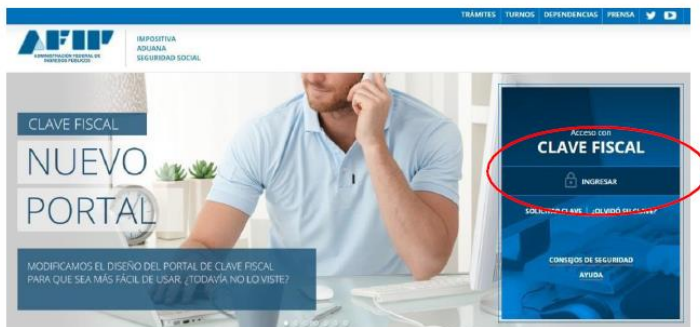 TRÁMITES TURNOS DEPENDENCIAS PRENSA
AFIP
ADMINISTRACIÓN FEDERAL DE
INGRESOS PÚBLICOS
IMPOSITIVA
ADUANA
SEGURIDAD SOCIAL
CLAVE FISCAL
NUEVO
PORTAL
MODIFICAMOS EL DISEÑO DEL PORTAL DE CLAVE FISCAL
PARA QUE SEA MÁS FÁCIL DE USAR. ¿TODAVÍA NO LO VISTE?
Acceso con
CLAVE FISCAL
INGRESAR
SOLICITAR CLAVE | ¿OLVIDÓ SU CLAVE?
CONSEJOS DE SEGURIDAD
AYUDA